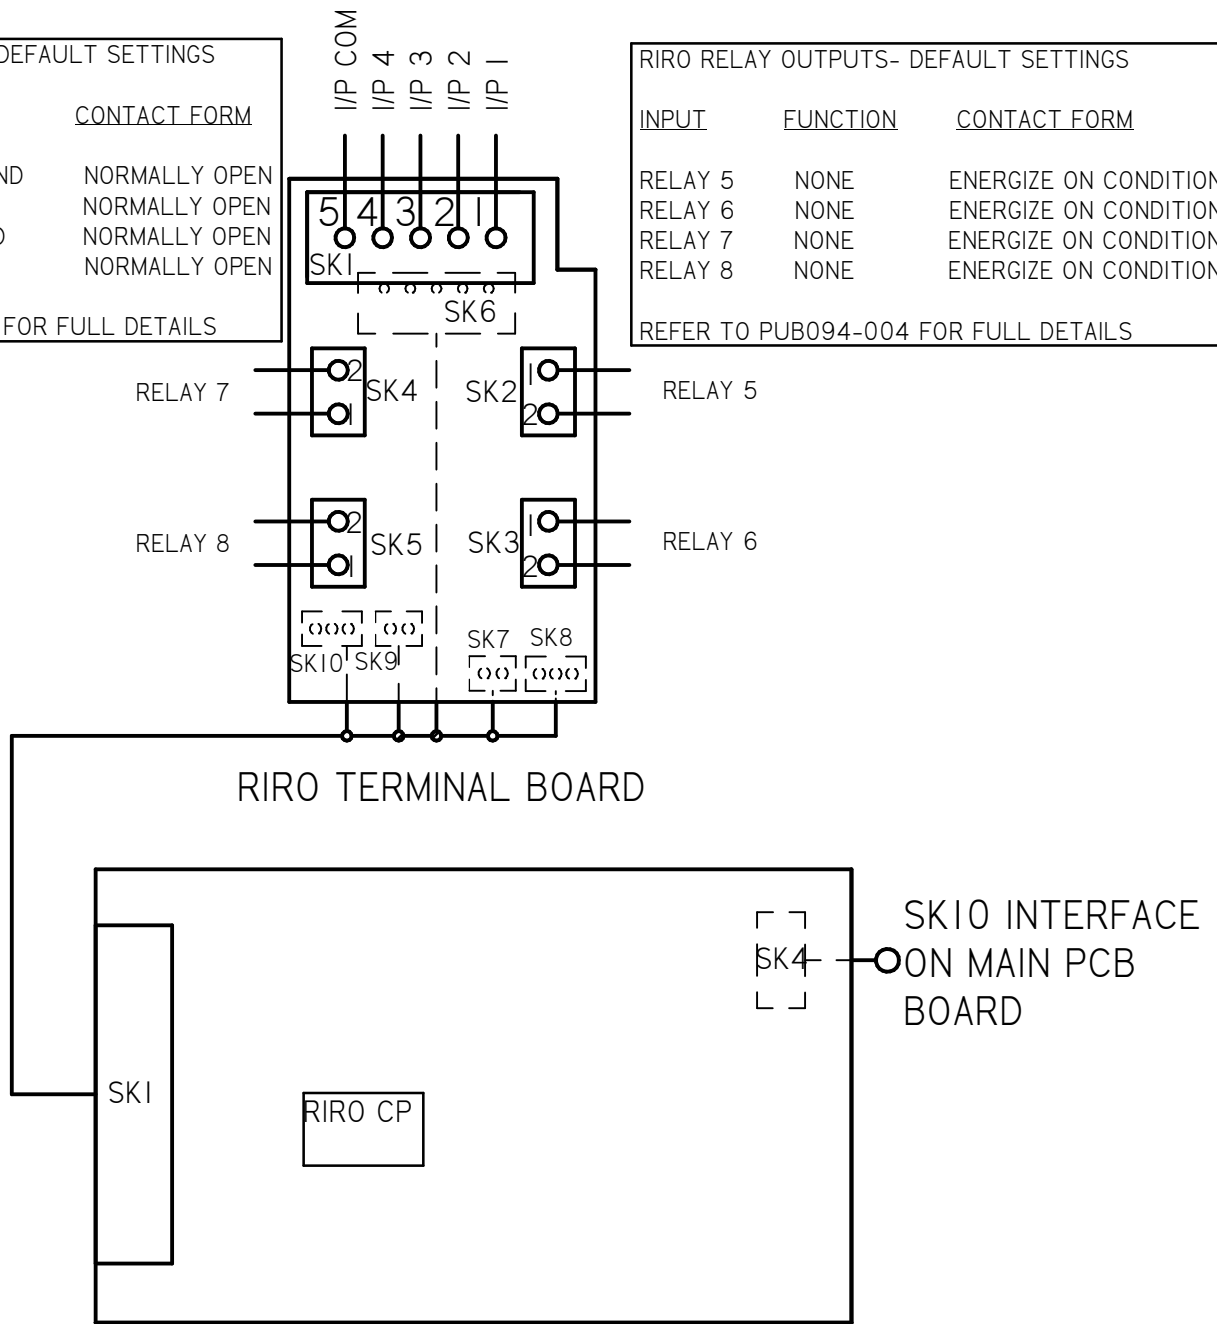 DEFAULT SETTINGS
CONTACT FORM
ND NORMALLY OPEN
NORMALLY OPEN
NORMALLY OPEN
NORMALLY OPEN
FOR FULL DETAILS
I/P COM
I/P 4
I/P 3
I/P 2
I/P 1
RIRO RELAY OUTPUTS- DEFAULT SETTINGS
INPUT FUNCTION CONTACT FORM
RELAY 5 NONE ENERGIZE ON CONDITION
RELAY 6 NONE ENERGIZE ON CONDITION
RELAY 7 NONE ENERGIZE ON CONDITION
RELAY 8 NONE ENERGIZE ON CONDITION
REFER TO PUB094-004 FOR FULL DETAILS
5 4 3 2 1
SK1
SK6
RELAY 7
2
1
SK4
SK2
1
2
RELAY 5
RELAY 8
2
1
SK5
SK3
1
2
RELAY 6
SK10
SK9
SK7
SK8
RIRO TERMINAL BOARD
SK1
RIRO CP
SK4
SK10 INTERFACE
ON MAIN PCB
BOARD